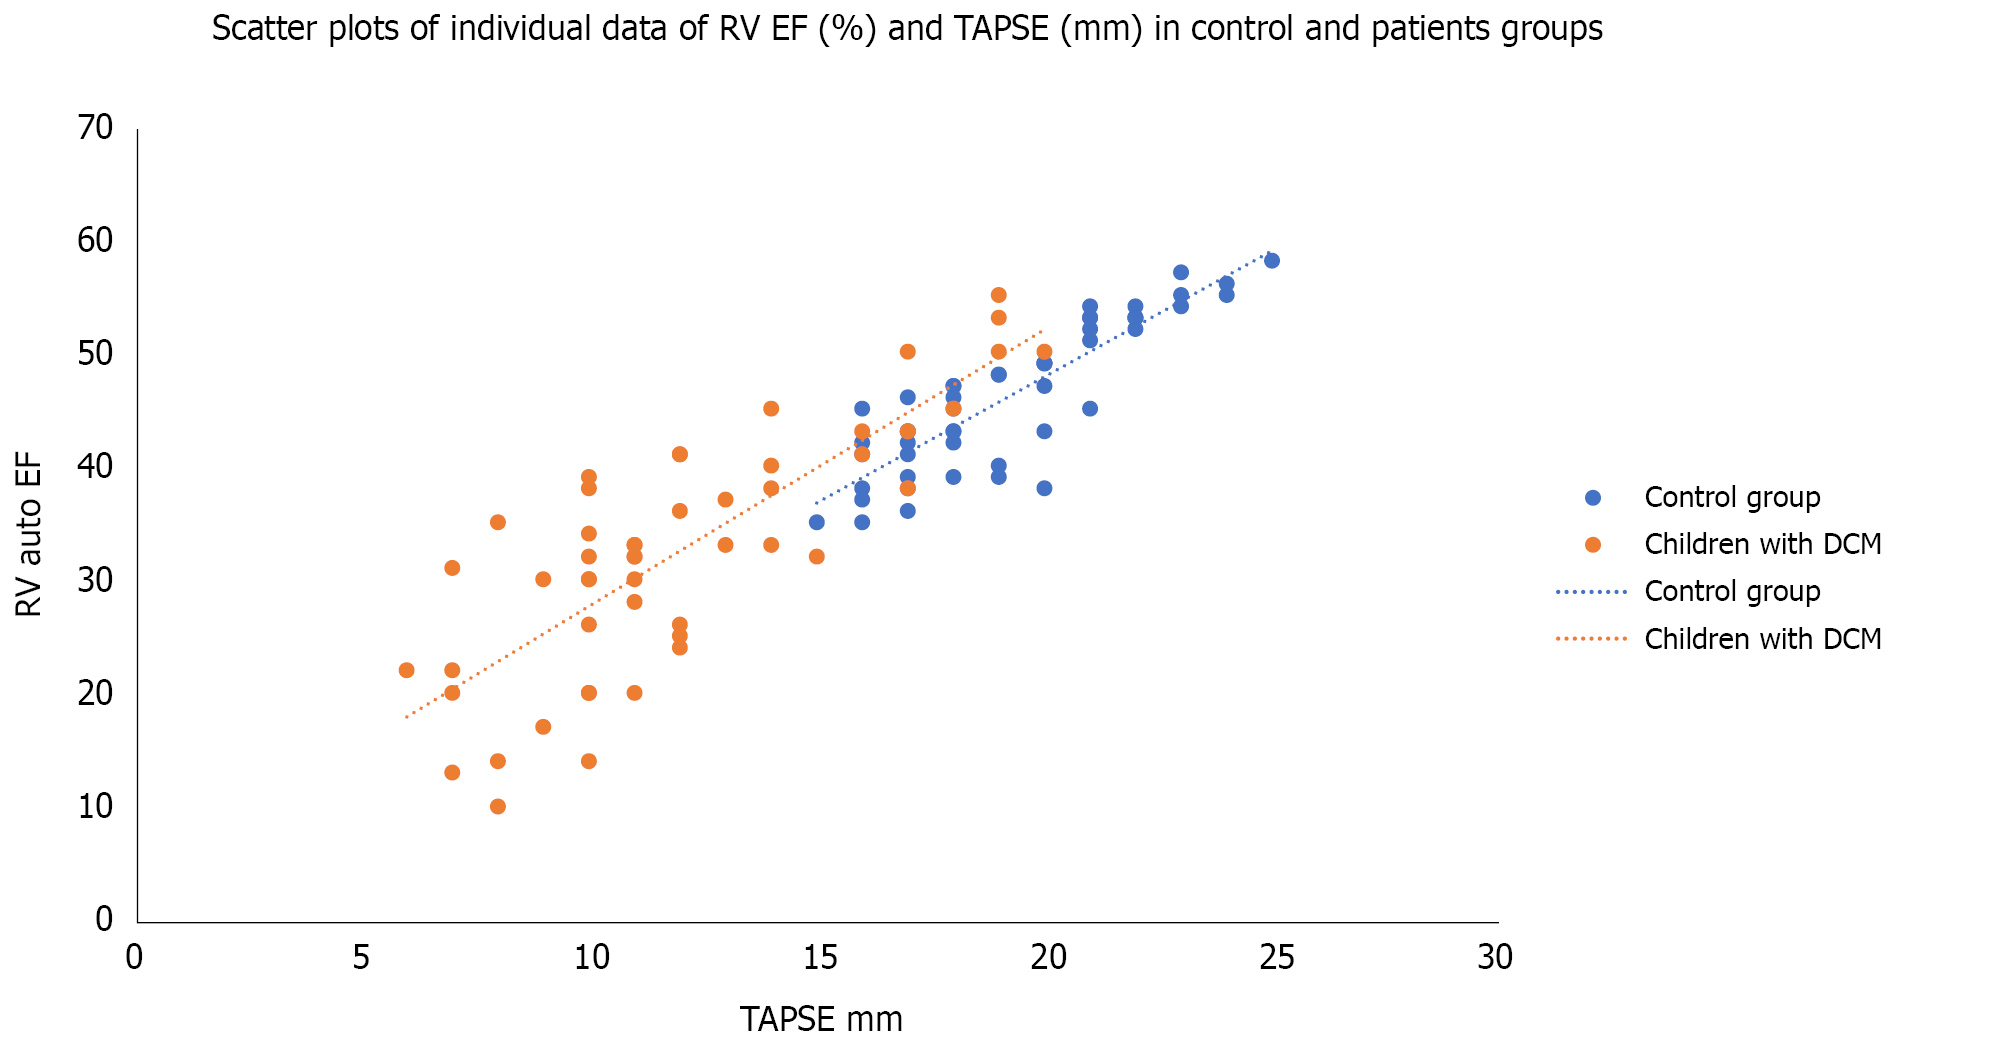 Scatter plots of individual data of RV EF (%) and TAPSE (mm) in control and patients groups
70
60
50
40
30
20
10
0
RV auto EF
0 5 10 15 20 25 30
TAPSE mm
Control group
Children with DCM
Control group
Children with DCM